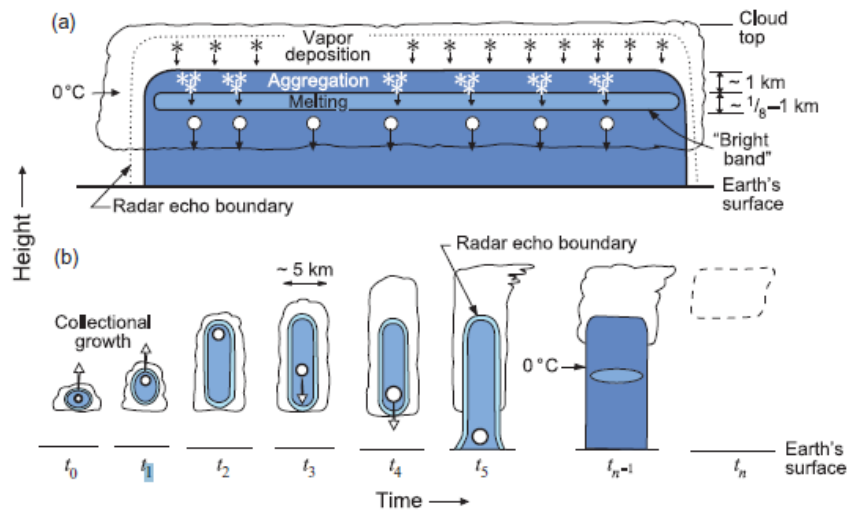 (a)
Vapor
deposition
Cloud
top
0 °C
Aggregation
Melting
~ 1 km
~ 1/8–1 km
"Bright
band"
Radar echo boundary
Earth's
surface
Height
(b)
Radar echo boundary
~ 5 km
Collectional
growth
0 °C
Earth's
surface
t0 t1 t2 t3 t4 t5 tn-1 tn
Time